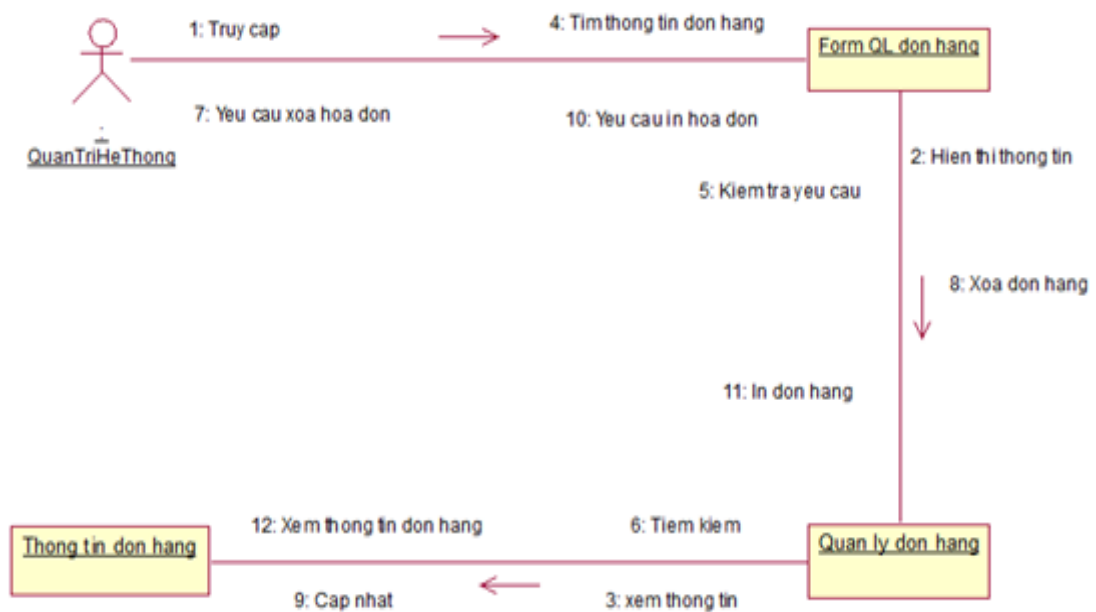 1: Truy cap
4: Tim thong tin don hang
Form QL don hang
7: Yeu cau xoa hoa don
10: Yeu cau in hoa don
:
QuanTriHeThong
2: Hien thi thong tin
5: Kiem tra yeu cau
8: Xoa don hang
11: In don hang
12: Xem thong tin don hang
6: Tiem kiem
Thong tin don hang
Quan ly don hang
9: Cap nhat
3: xem thong tin